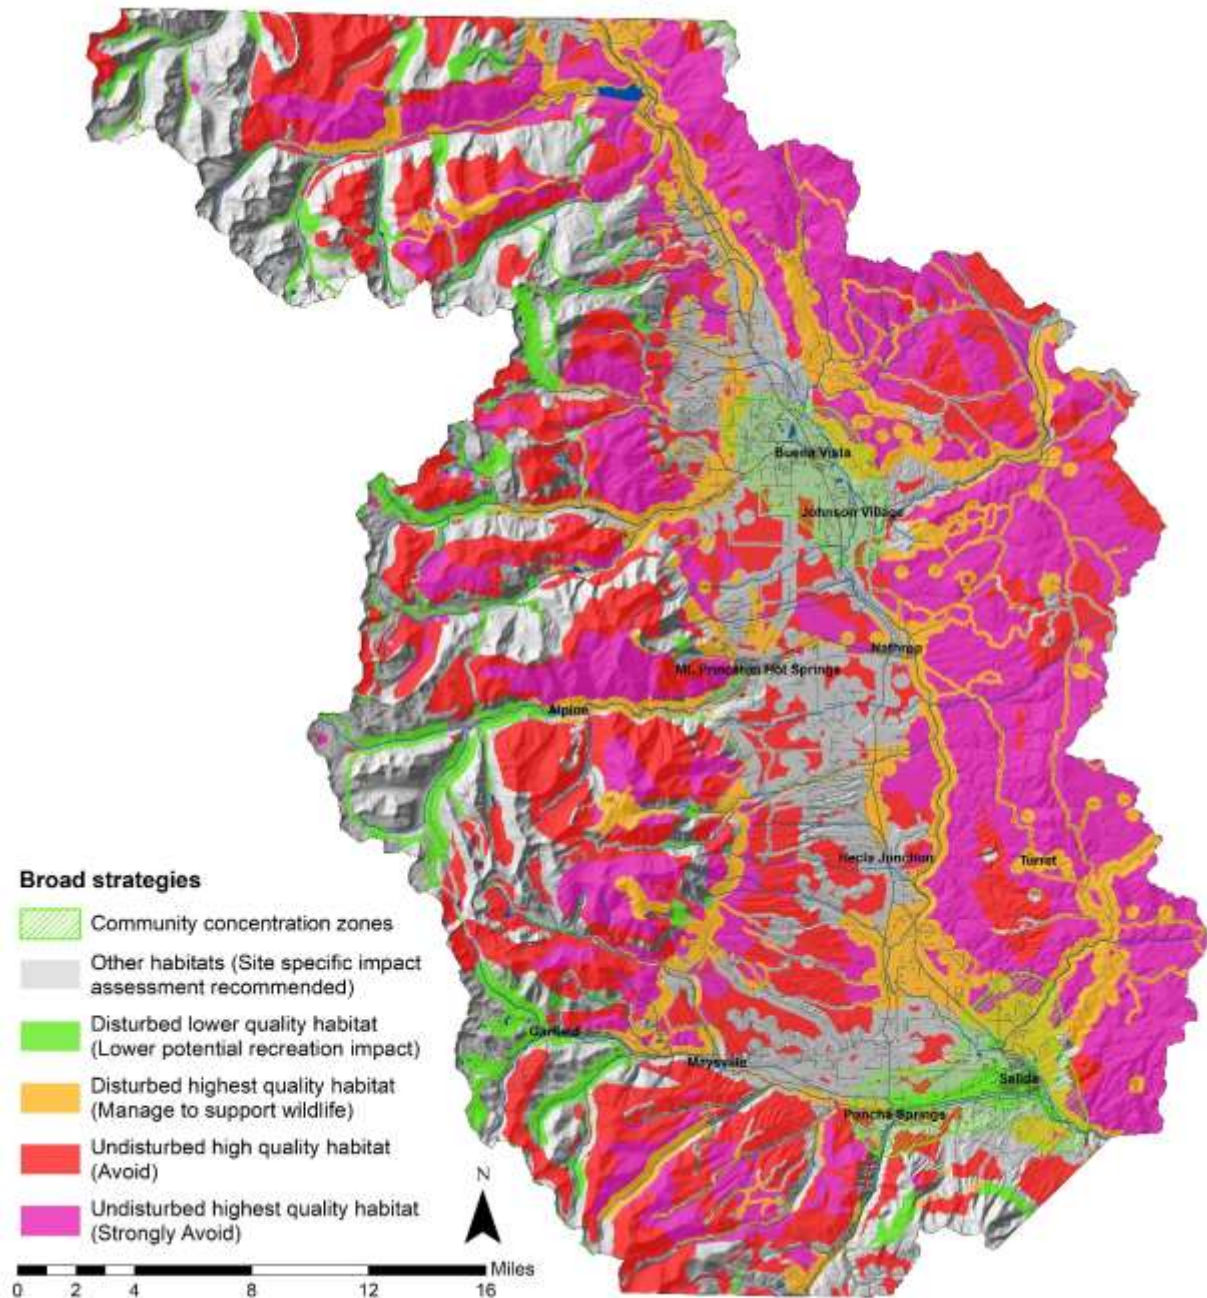 Buena Vista
Johnson Village
Nathrop
Mt. Princeton Hot Springs
Alpine
Hecla Junction
Turret
Garfield
Maysville
Salida
Poncha Springs
Broad strategies
Community concentration zones
Other habitats (Site specific impact
assessment recommended)
Disturbed lower quality habitat
(Lower potential recreation impact)
Disturbed highest quality habitat
(Manage to support wildlife)
Undisturbed high quality habitat
(Avoid)
Undisturbed highest quality habitat
(Strongly Avoid)
N
Miles
0 2 4 8 12 16